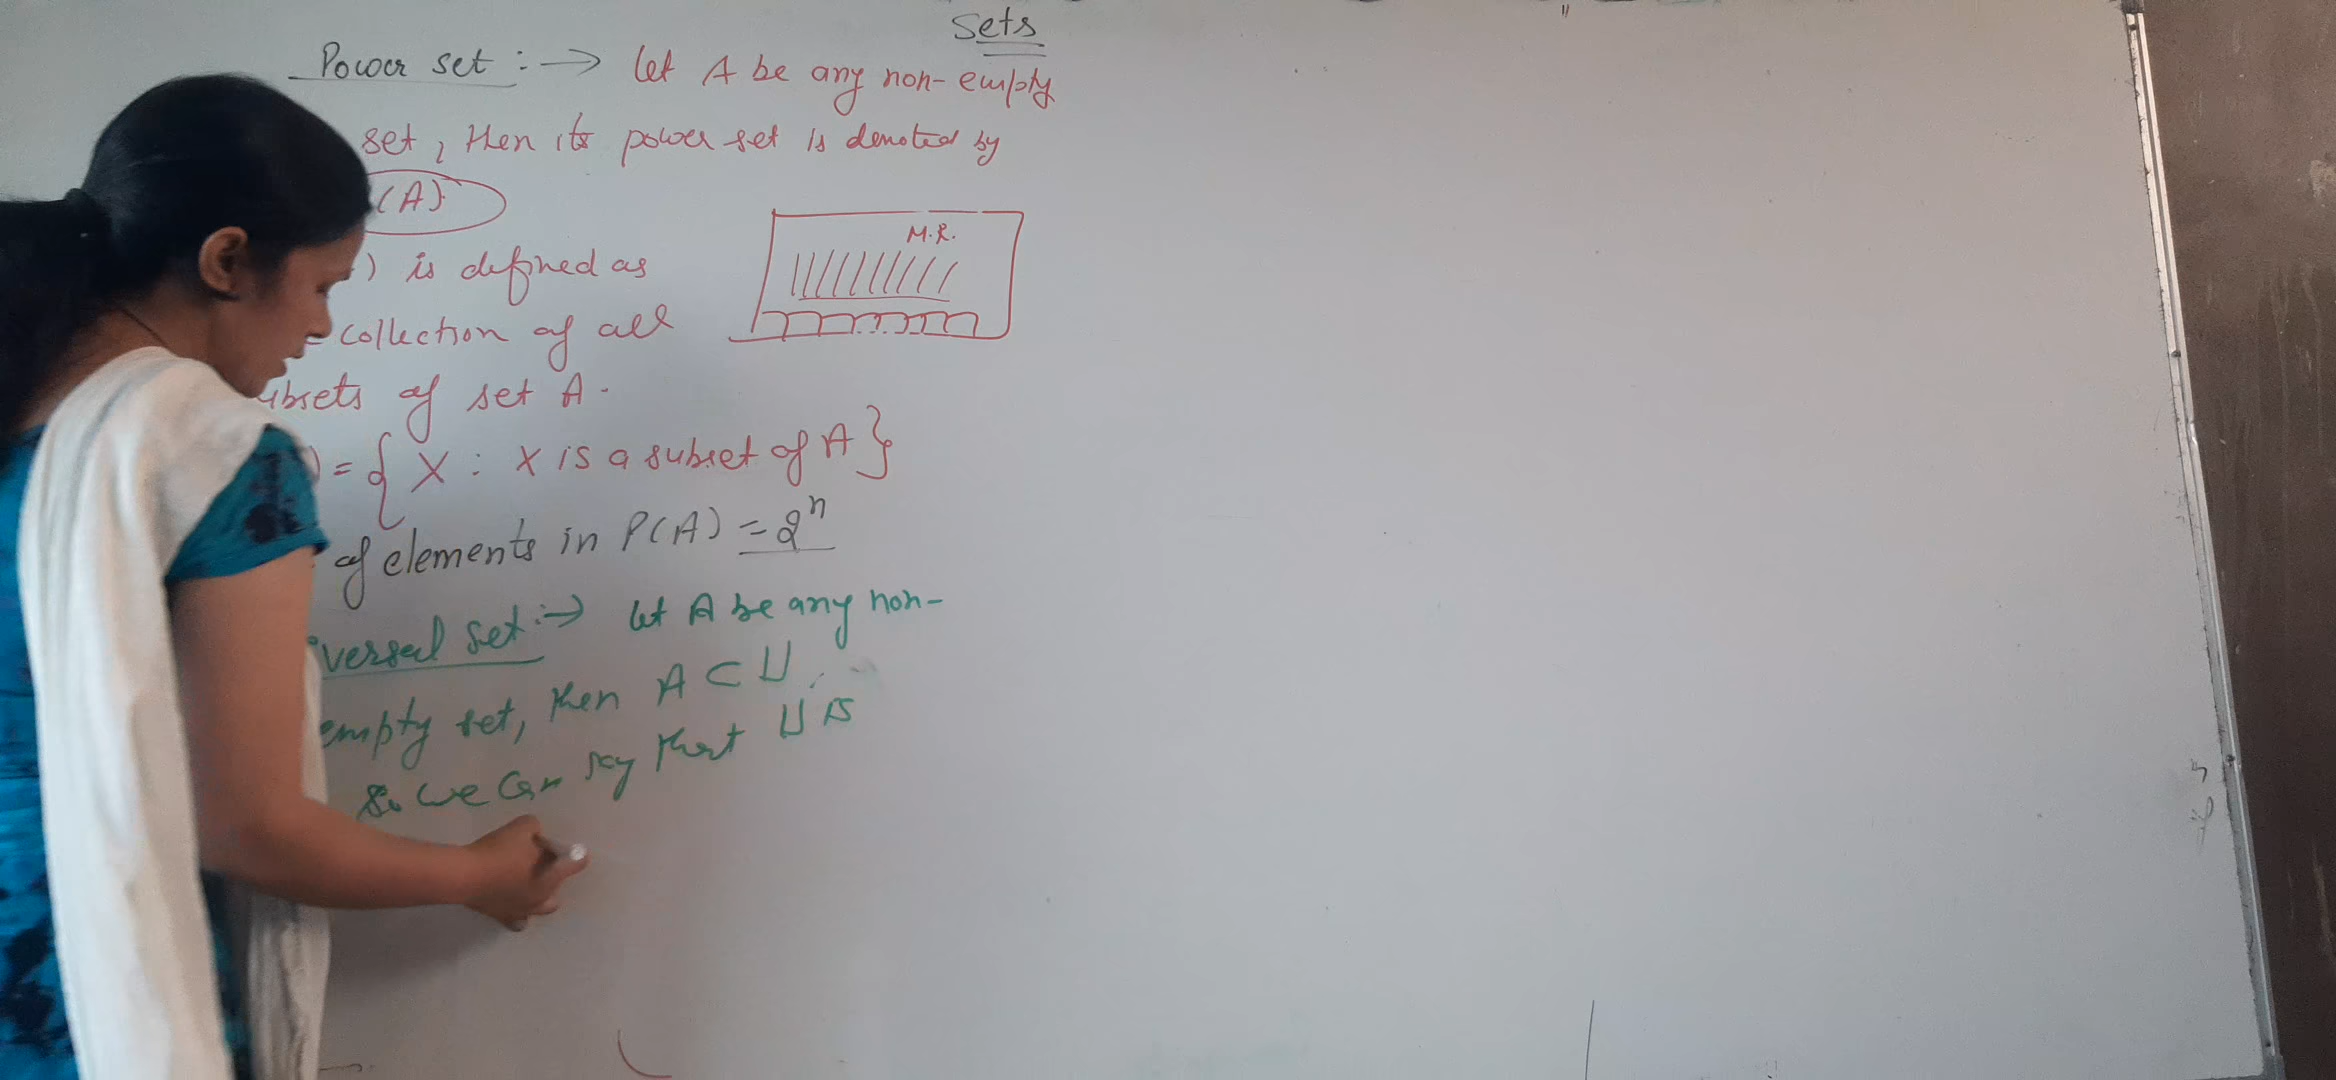 Sets
Power set :→ let A be any non-empty
set, then its power set is denoted by
(A)
M.R.
) is defined as
collection of all
ubsets of set A.
) = { X : X is a subset of A }
of elements in P(A) = 2ⁿ
versal set :→ let A be any non-
empty set, then A ⊂ U.
So we can say that U is